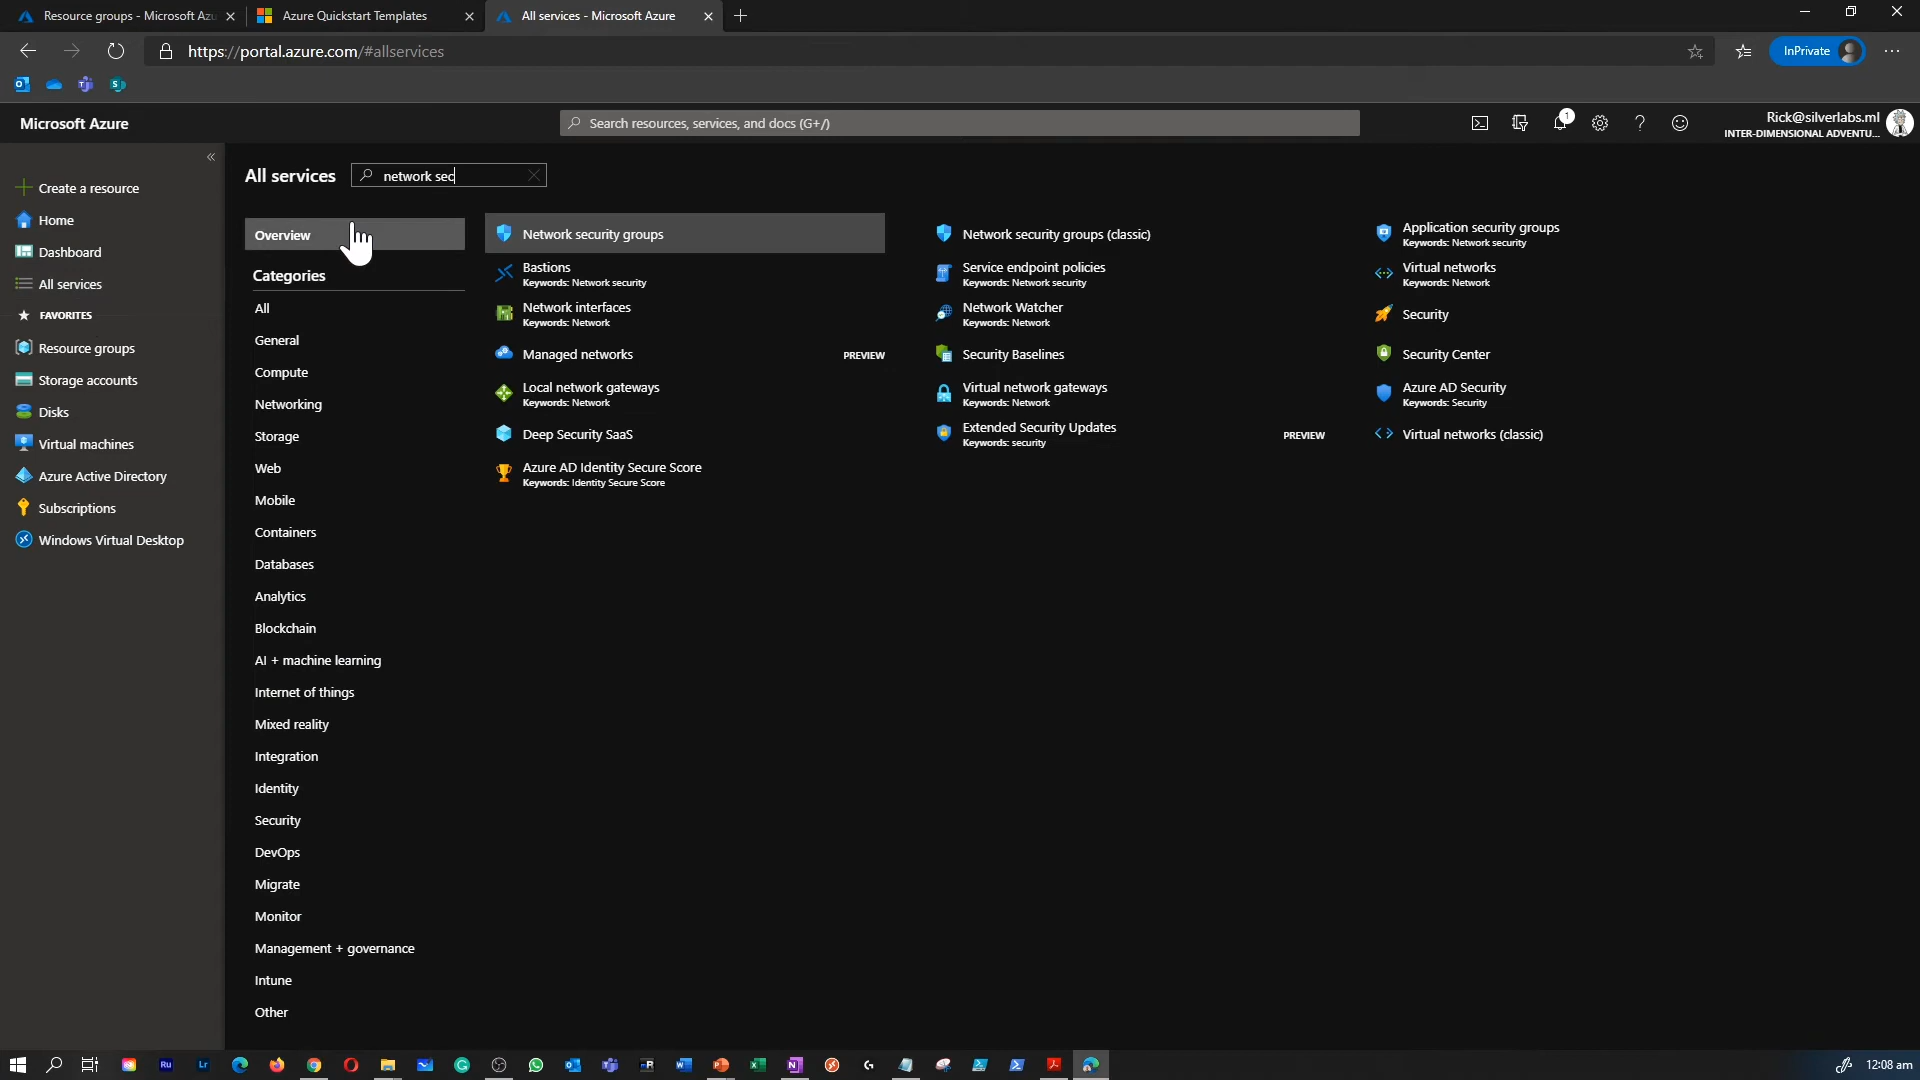 Resource groups - Microsoft Azu
Azure Quickstart Templates
All services - Microsoft Azure
https://portal.azure.com/#allservices
InPrivate
Microsoft Azure
Search resources, services, and docs (G+/)
1
Rick@silverlabs.ml
INTER-DIMENSIONAL ADVENTU...
All services
network sec
Create a resource
Home
Dashboard
All services
FAVORITES
Resource groups
Storage accounts
Disks
Virtual machines
Azure Active Directory
Subscriptions
Windows Virtual Desktop
Overview
Categories
All
General
Compute
Networking
Storage
Web
Mobile
Containers
Databases
Analytics
Blockchain
AI + machine learning
Internet of things
Mixed reality
Integration
Identity
Security
DevOps
Migrate
Monitor
Management + governance
Intune
Other
Network security groups
Network security groups (classic)
Application security groups
Keywords: Network security
Bastions
Keywords: Network security
Service endpoint policies
Keywords: Network security
Virtual networks
Keywords: Network
Network interfaces
Keywords: Network
Network Watcher
Keywords: Network
Security
Managed networks
PREVIEW
Security Baselines
Security Center
Local network gateways
Keywords: Network
Virtual network gateways
Keywords: Network
Azure AD Security
Keywords: Security
Deep Security SaaS
Extended Security Updates
Keywords: security
PREVIEW
Virtual networks (classic)
Azure AD Identity Secure Score
Keywords: Identity Secure Score
Ru
Lr
12:08 am